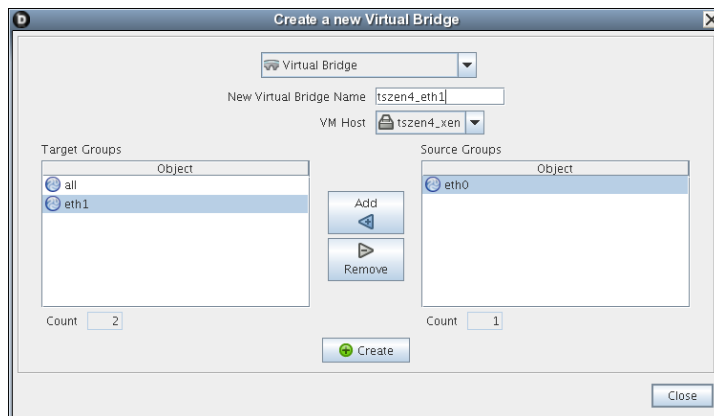 Create a new Virtual Bridge
Virtual Bridge
New Virtual Bridge Name tszen4_eth1
VM Host tszen4_xen
Target Groups
Source Groups
Object
Object
all
eth0
eth1
Add
Remove
Count 2
Count 1
Create
Close